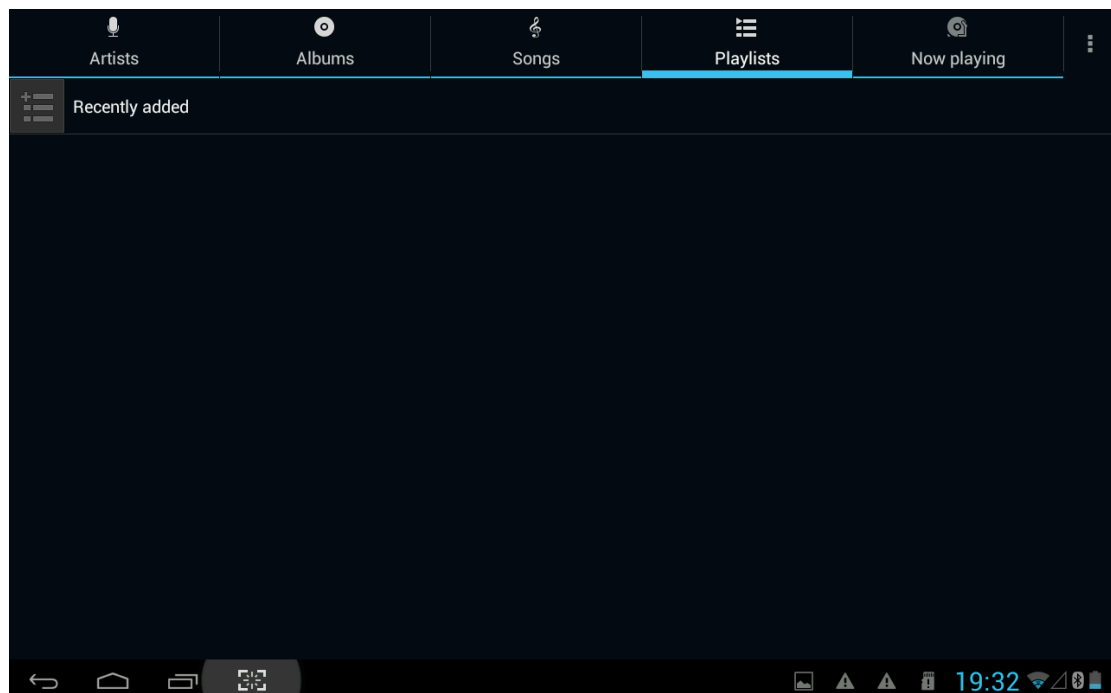 Artists
Albums
Songs
Playlists
Now playing
Recently added
19:32